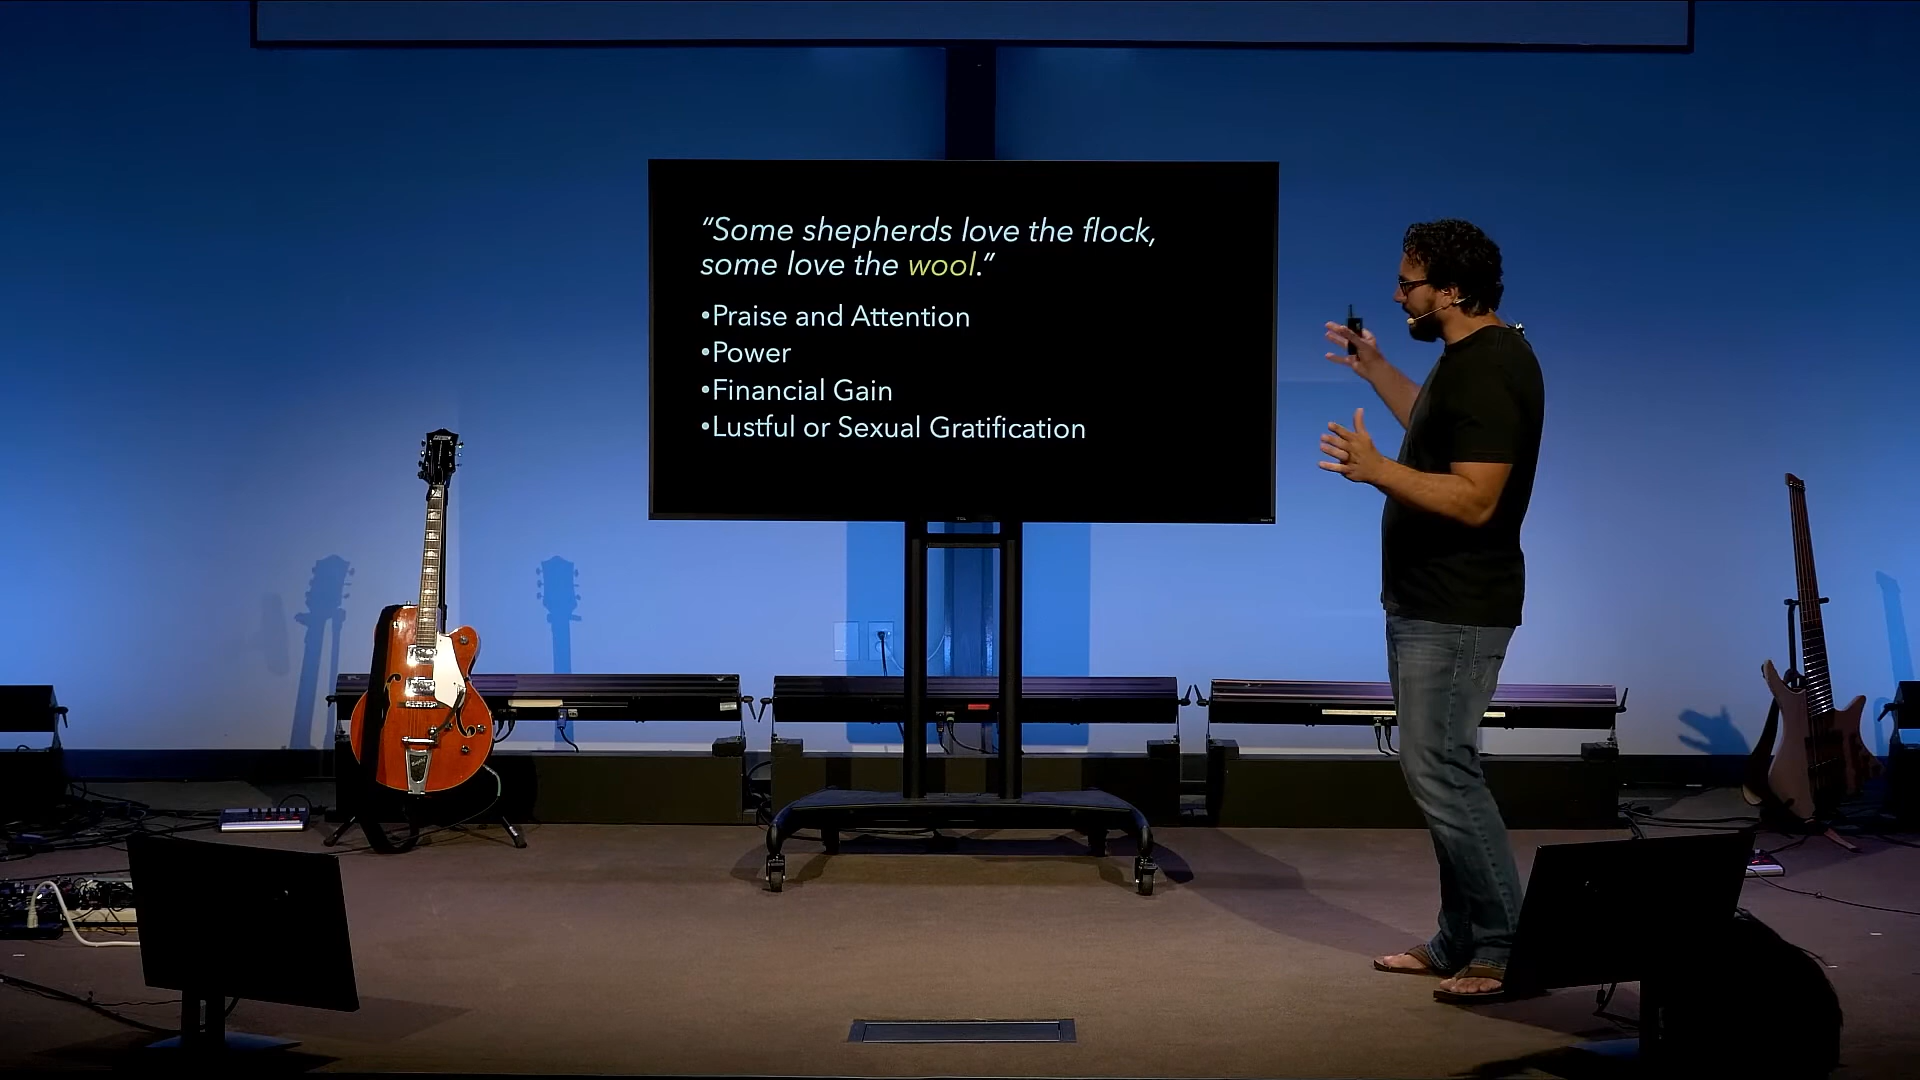 “Some shepherds love the flock,
some love the wool.”
•Praise and Attention
•Power
•Financial Gain
•Lustful or Sexual Gratification